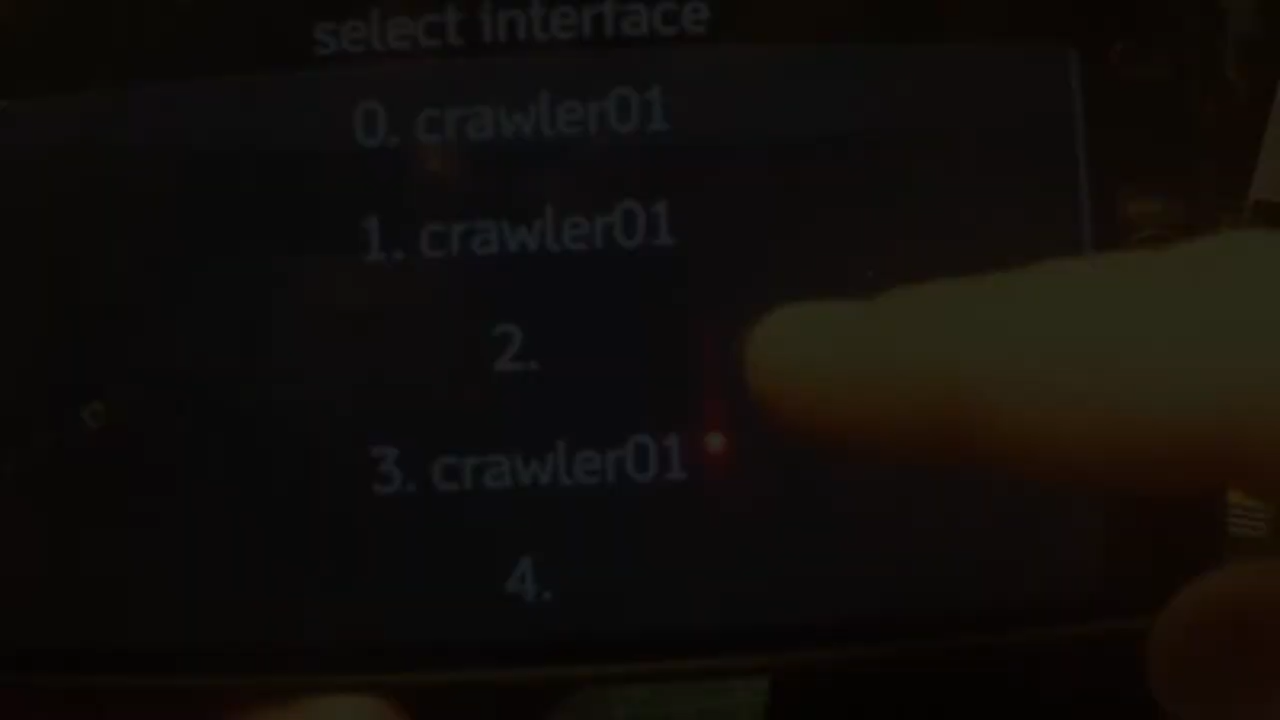 select interface
0. crawler01
1. crawler01
2.
3. crawler01
4.